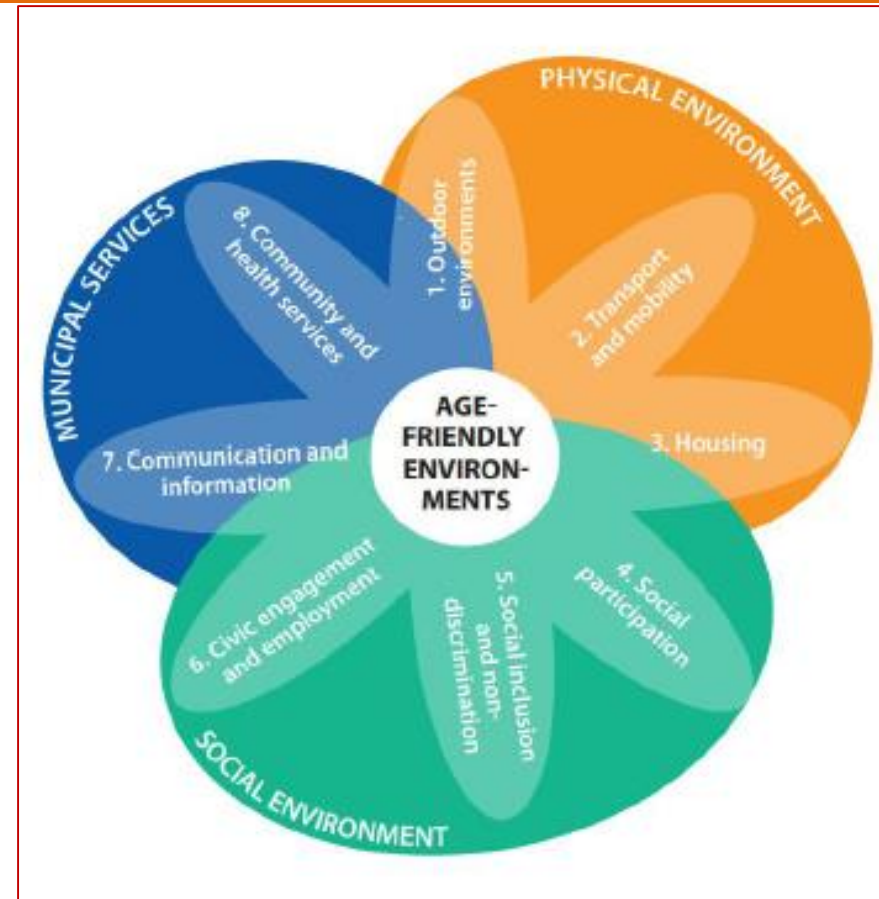 PHYSICAL ENVIRONMENT
MUNICIPAL SERVICES
8. Community and
health services
1. Outdoor
environments
2. Transport
and mobility
AGE-
FRIENDLY
ENVIRON-
MENTS
3. Housing
7. Communication and
information
6. Civic engagement
and employment
5. Social inclusion
and non-
discrimination
4. Social
participation
SOCIAL ENVIRONMENT